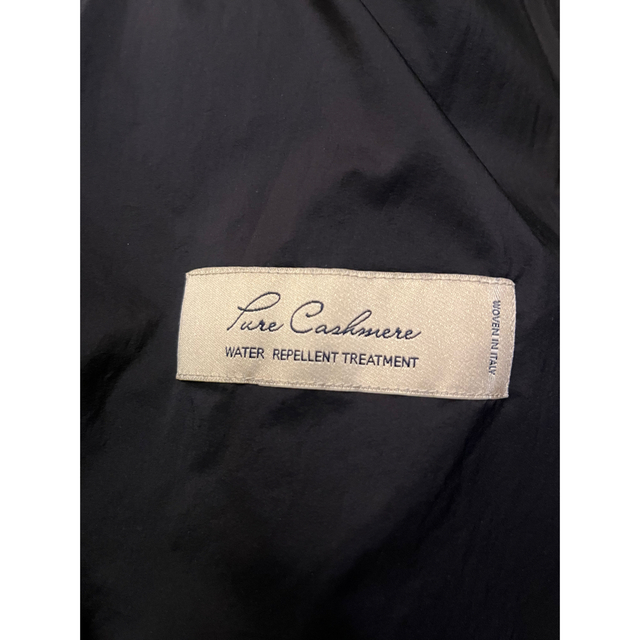 Pure Cashmere
WATER REPELLENT TREATMENT
WOVEN IN ITALY